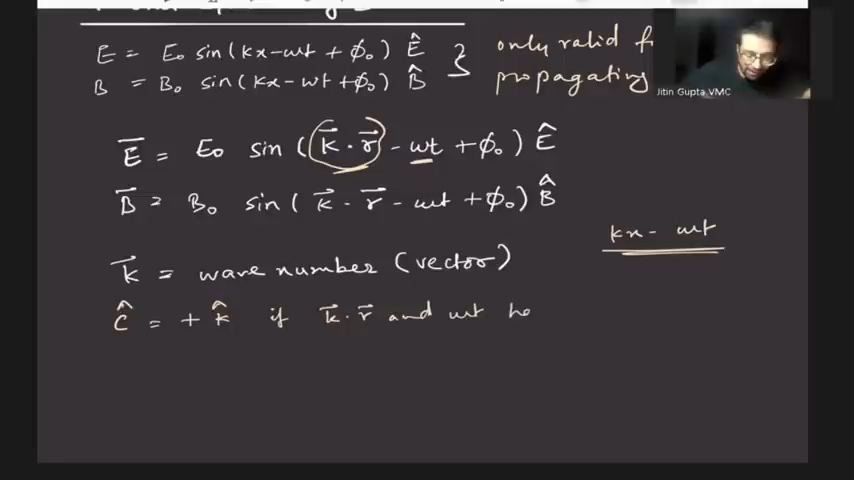 E = E₀ sin(kx-ωt + ϕ₀) Ê } only valid f
B = B₀ sin(kx-ωt+ϕ₀) B̂ propagating
Jitin Gupta VMC
E̅ = E₀ sin (k⃗ · r⃗ - ωt + ϕ₀) Ê
B⃗ = B₀ sin( k⃗ - r⃗ - ωt + ϕ₀) B̂
kx - ωt
k⃗ = wave number (vector)
ĉ = + k̂ if k⃗ · r⃗ and ωt ha